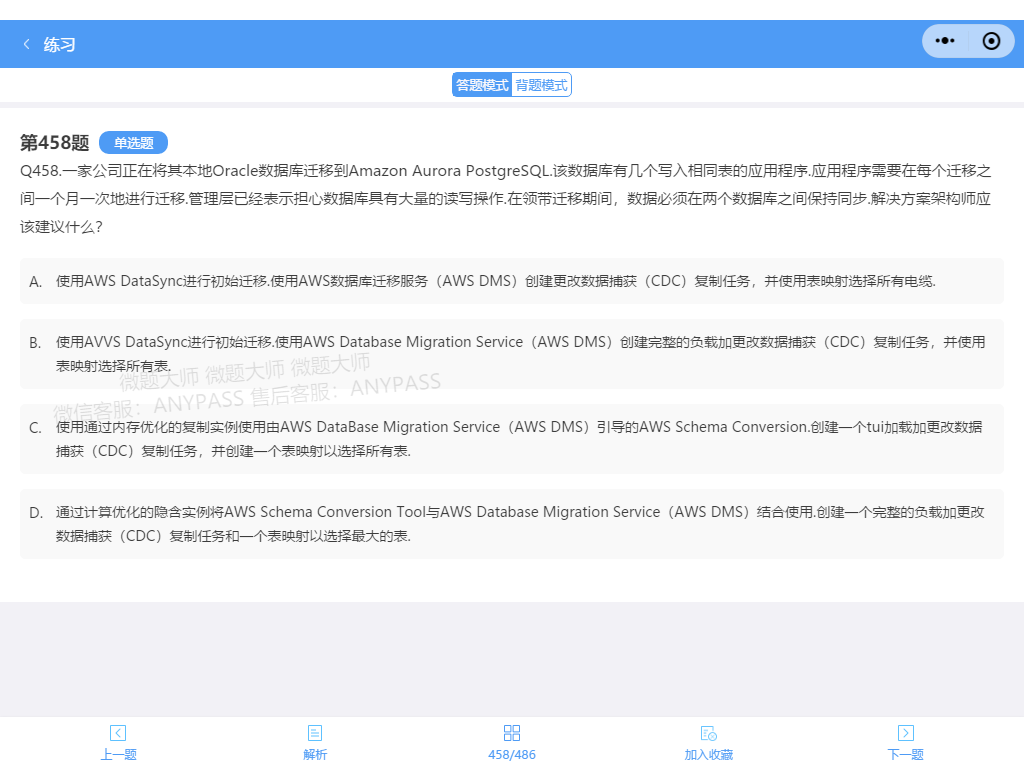 练习
答题模式 背题模式
第458题 单选题
Q458.一家公司正在将其本地Oracle数据库迁移到Amazon Aurora PostgreSQL.该数据库有几个写入相同表的应用程序.应用程序需要在每个迁移之
间一个月一次地进行迁移.管理层已经表示担心数据库具有大量的读写操作.在领带迁移期间，数据必须在两个数据库之间保持同步.解决方案架构师应
该建议什么？
A. 使用AWS DataSync进行初始迁移.使用AWS数据库迁移服务（AWS DMS）创建更改数据捕获（CDC）复制任务，并使用表映射选择所有电缆.
B. 使用AVVS DataSync进行初始迁移.使用AWS Database Migration Service（AWS DMS）创建完整的负载加更改数据捕获（CDC）复制任务，并使用
表映射选择所有表.
微题大师 微题大师 微题大师
微信客服：ANYPASS 售后客服：ANYPASS
C. 使用通过内存优化的复制实例使用由AWS DataBase Migration Service（AWS DMS）引导的AWS Schema Conversion.创建一个tui加载加更改数据
捕获（CDC）复制任务，并创建一个表映射以选择所有表.
D. 通过计算优化的隐含实例将AWS Schema Conversion Tool与AWS Database Migration Service（AWS DMS）结合使用.创建一个完整的负载加更改
数据捕获（CDC）复制任务和一个表映射以选择最大的表.
上一题 解析 458/486 加入收藏 下一题